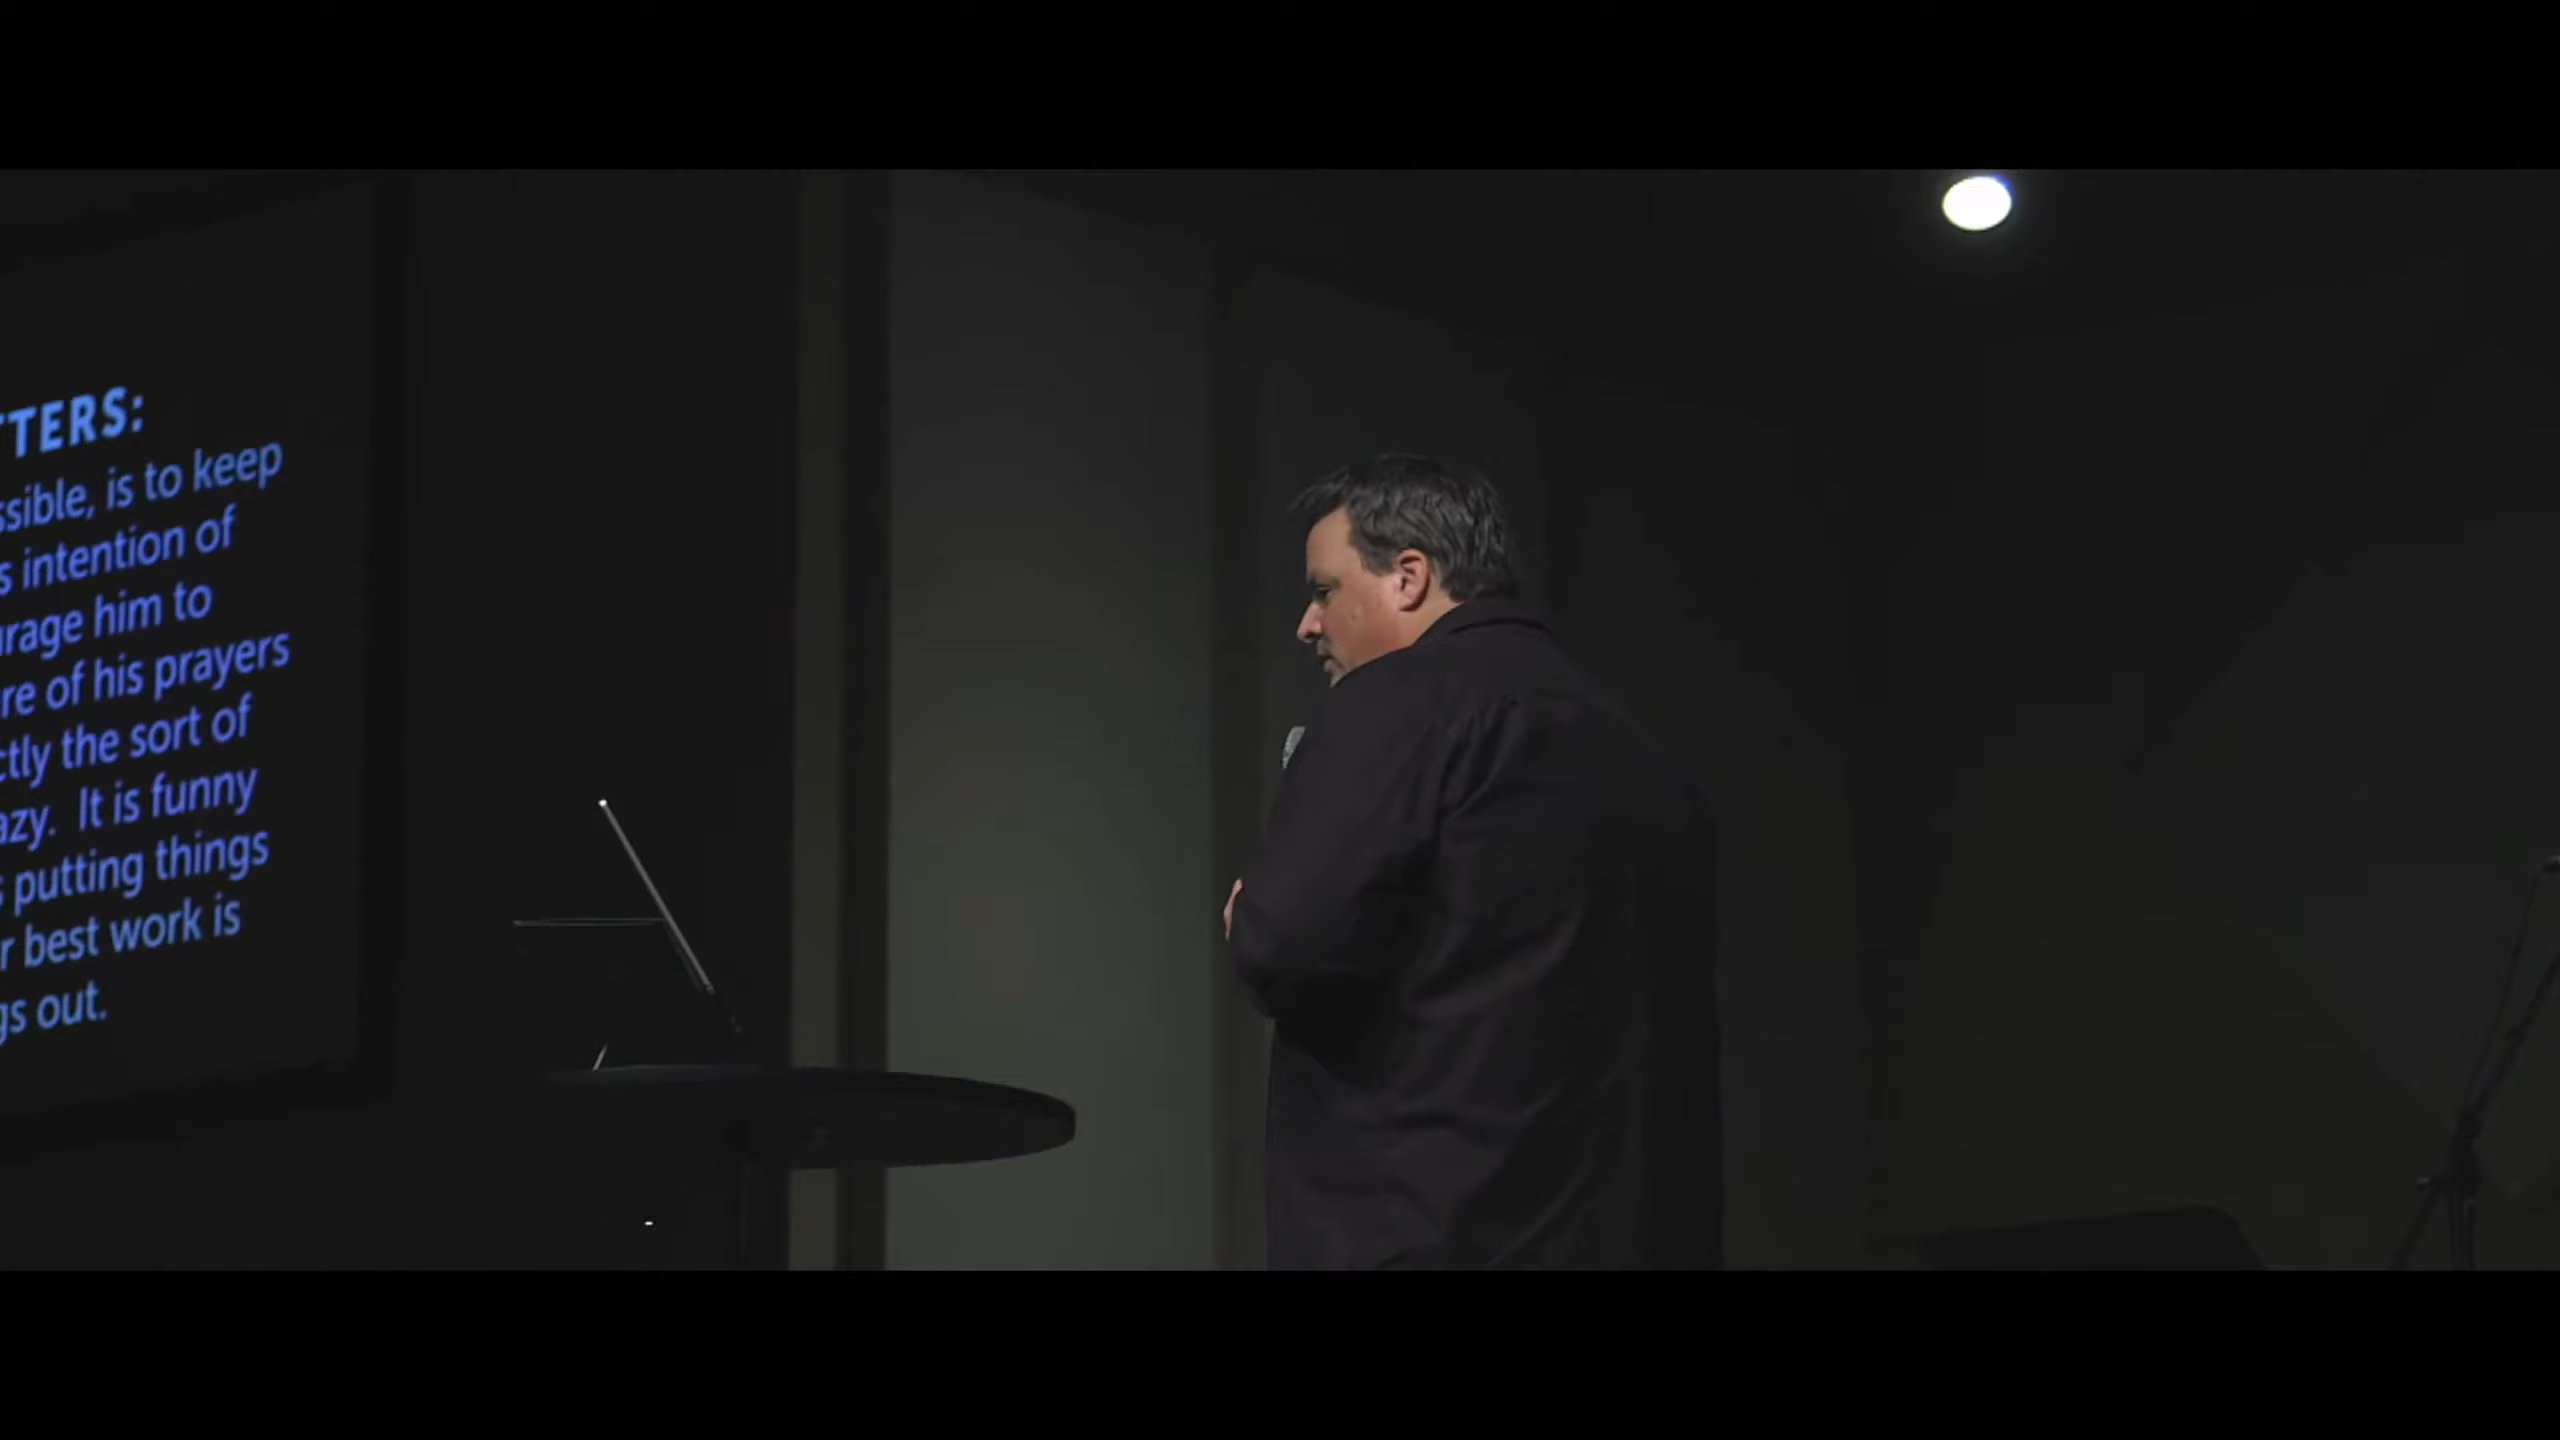 TTERS:
ssible, is to keep
s intention of
urage him to
re of his prayers
ctly the sort of
azy. It is funny
s putting things
r best work is
gs out.